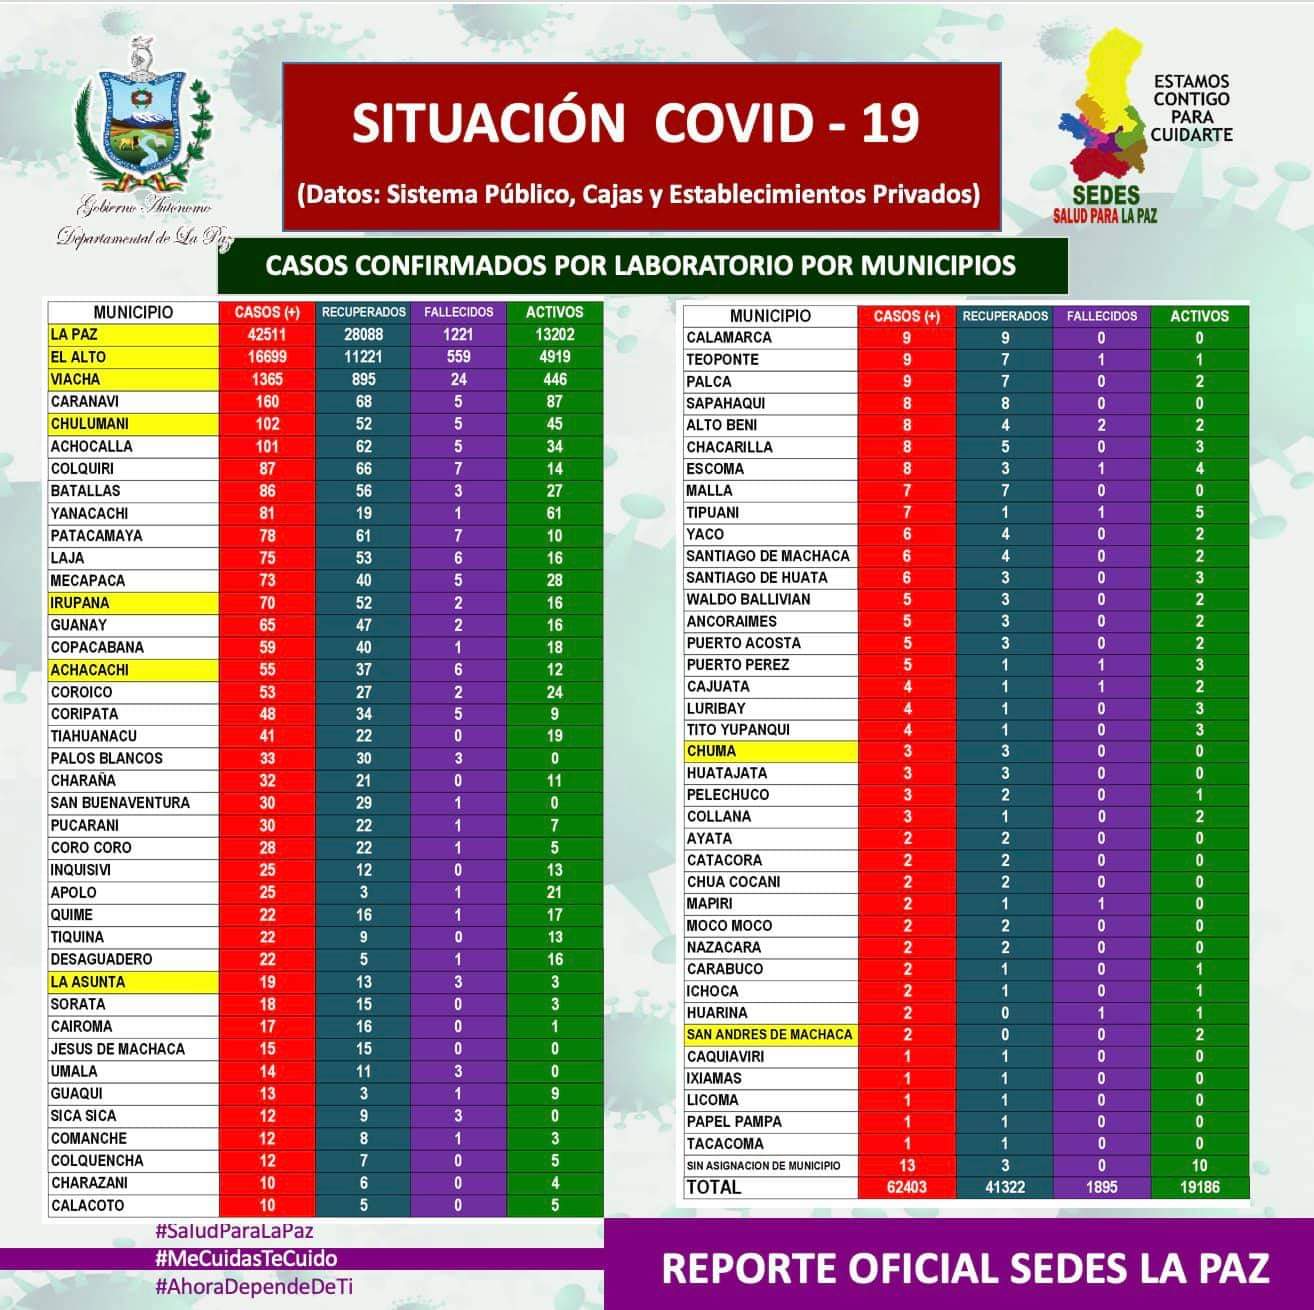 Gobierno Autónomo
Departamental de La Paz
SITUACIÓN COVID - 19
(Datos: Sistema Público, Cajas y Establecimientos Privados)
ESTAMOS
CONTIGO
PARA
CUIDARTE
SEDES
SALUD PARA LA PAZ
CASOS CONFIRMADOS POR LABORATORIO POR MUNICIPIOS
MUNICIPIO CASOS (+) RECUPERADOS FALLECIDOS ACTIVOS
LA PAZ 42511 28088 1221 13202
EL ALTO 16699 11221 559 4919
VIACHA 1365 895 24 446
CARANAVI 160 68 5 87
CHULUMANI 102 52 5 45
ACHOCALLA 101 62 5 34
COLQUIRI 87 66 7 14
BATALLAS 86 56 3 27
YANACACHI 81 19 1 61
PATACAMAYA 78 61 7 10
LAJA 75 53 6 16
MECAPACA 73 40 5 28
IRUPANA 70 52 2 16
GUANAY 65 47 2 16
COPACABANA 59 40 1 18
ACHACACHI 55 37 6 12
COROICO 53 27 2 24
CORIPATA 48 34 5 9
TIAHUANACU 41 22 0 19
PALOS BLANCOS 33 30 3 0
CHARAÑA 32 21 0 11
SAN BUENAVENTURA 30 29 1 0
PUCARANI 30 22 1 7
CORO CORO 28 22 1 5
INQUISIVI 25 12 0 13
APOLO 25 3 1 21
QUIME 22 16 1 17
TIQUINA 22 9 0 13
DESAGUADERO 22 5 1 16
LA ASUNTA 19 13 3 3
SORATA 18 15 0 3
CAIROMA 17 16 0 1
JESUS DE MACHACA 15 15 0 0
UMALA 14 11 3 0
GUAQUI 13 3 1 9
SICA SICA 12 9 3 0
COMANCHE 12 8 1 3
COLQUENCHA 12 7 0 5
CHARAZANI 10 6 0 4
CALACOTO 10 5 0 5
MUNICIPIO CASOS (+) RECUPERADOS FALLECIDOS ACTIVOS
CALAMARCA 9 9 0 0
TEOPONTE 9 7 1 1
PALCA 9 7 0 2
SAPAHAQUI 8 8 0 0
ALTO BENI 8 4 2 2
CHACARILLA 8 5 0 3
ESCOMA 8 3 1 4
MALLA 7 7 0 0
TIPUANI 7 1 1 5
YACO 6 4 0 2
SANTIAGO DE MACHACA 6 4 0 2
SANTIAGO DE HUATA 6 3 0 3
WALDO BALLIVIAN 5 3 0 2
ANCORAIMES 5 3 0 2
PUERTO ACOSTA 5 3 0 2
PUERTO PEREZ 5 1 1 3
CAJUATA 4 1 1 2
LURIBAY 4 1 0 3
TITO YUPANQUI 4 1 0 3
CHUMA 3 3 0 0
HUATAJATA 3 3 0 0
PELECHUCO 3 2 0 1
COLLANA 3 1 0 2
AYATA 2 2 0 0
CATACORA 2 2 0 0
CHUA COCANI 2 2 0 0
MAPIRI 2 1 1 0
MOCO MOCO 2 2 0 0
NAZACARA 2 2 0 0
CARABUCO 2 1 0 1
ICHOCA 2 1 0 1
HUARINA 2 0 1 1
SAN ANDRES DE MACHACA 2 0 0 2
CAQUIAVIRI 1 1 0 0
IXIAMAS 1 1 0 0
LICOMA 1 1 0 0
PAPEL PAMPA 1 1 0 0
TACACOMA 1 1 0 0
SIN ASIGNACION DE MUNICIPIO 13 3 0 10
TOTAL 62403 41322 1895 19186
#SaludParaLaPaz
#MeCuidasTeCuido
#AhoraDependeDeTi
REPORTE OFICIAL SEDES LA PAZ